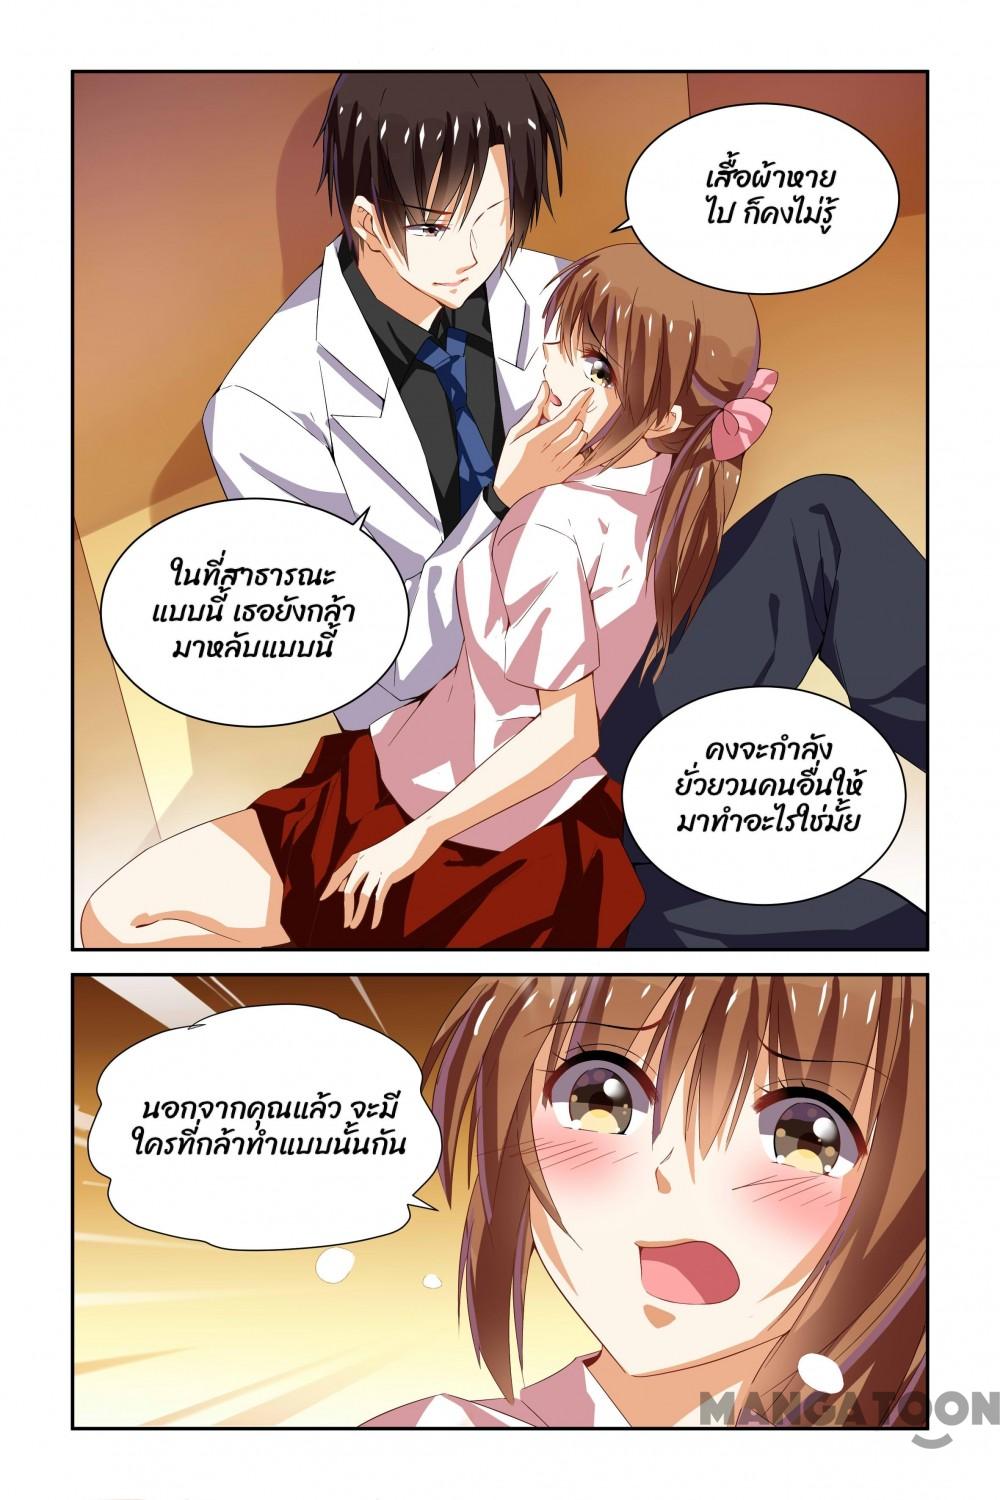 เสื้อผ้าหาย
ไป ก็คงไม่รู้
ในที่สาธารณะ
แบบนี้ เธอยังกล้า
มาหลับแบบนี้
คงจะกำลัง
ยั่วยวนคนอื่นให้
มาทำอะไรใช่มั้ย
นอกจากคุณแล้ว จะมี
ใครที่กล้าทำแบบนั้นกัน
MANGATOON